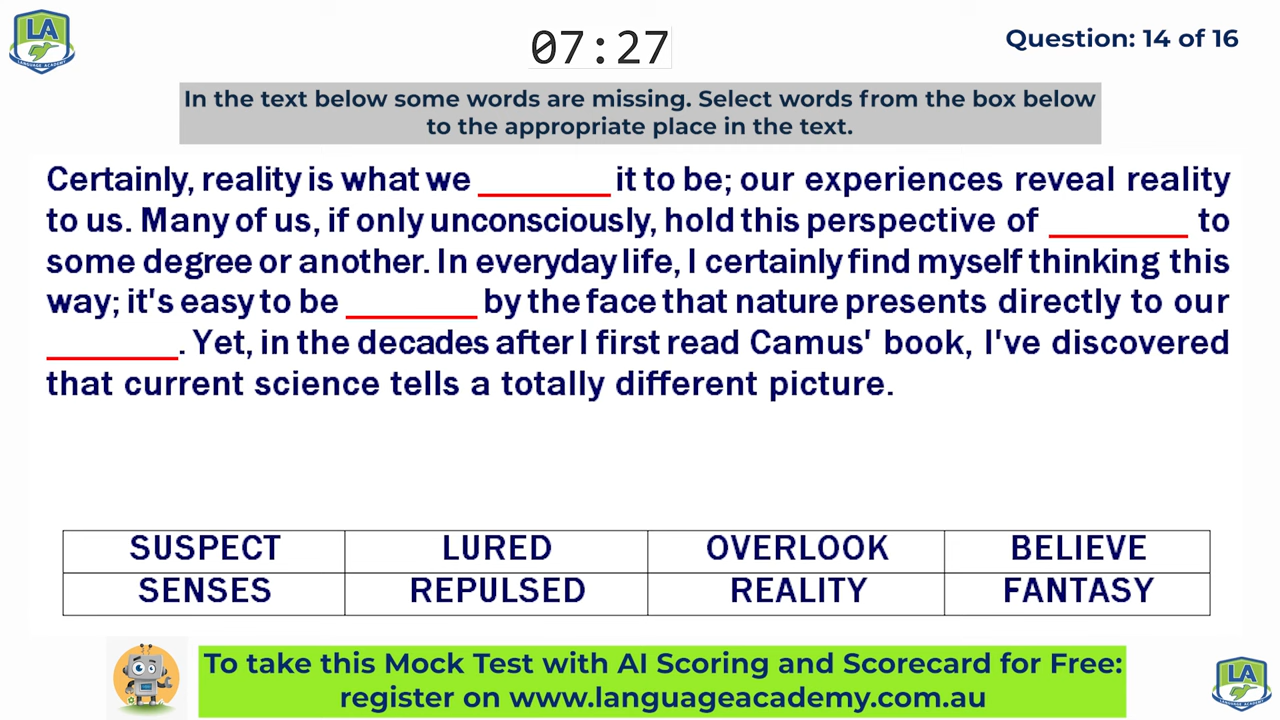 LA
LANGUAGE ACADEMY
07:27
Question: 14 of 16
In the text below some words are missing. Select words from the box below
to the appropriate place in the text.
Certainly, reality is what we ________ it to be; our experiences reveal reality
to us. Many of us, if only unconsciously, hold this perspective of ________ to
some degree or another. In everyday life, I certainly find myself thinking this
way; it's easy to be ________ by the face that nature presents directly to our
________. Yet, in the decades after I first read Camus' book, I've discovered
that current science tells a totally different picture.
SUSPECT LURED OVERLOOK BELIEVE
SENSES REPULSED REALITY FANTASY
To take this Mock Test with AI Scoring and Scorecard for Free:
register on www.languageacademy.com.au
LA
LANGUAGE ACADEMY